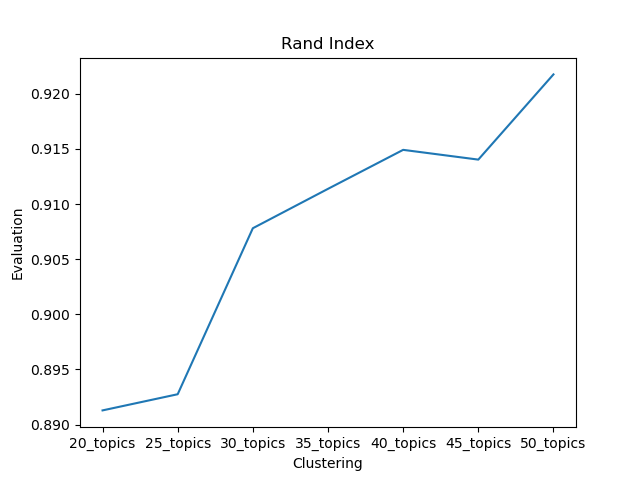 Rand Index
0.920
0.915
0.910
0.905
0.900
0.895
0.890
Evaluation
20_topics 25_topics 30_topics 35_topics 40_topics 45_topics 50_topics
Clustering